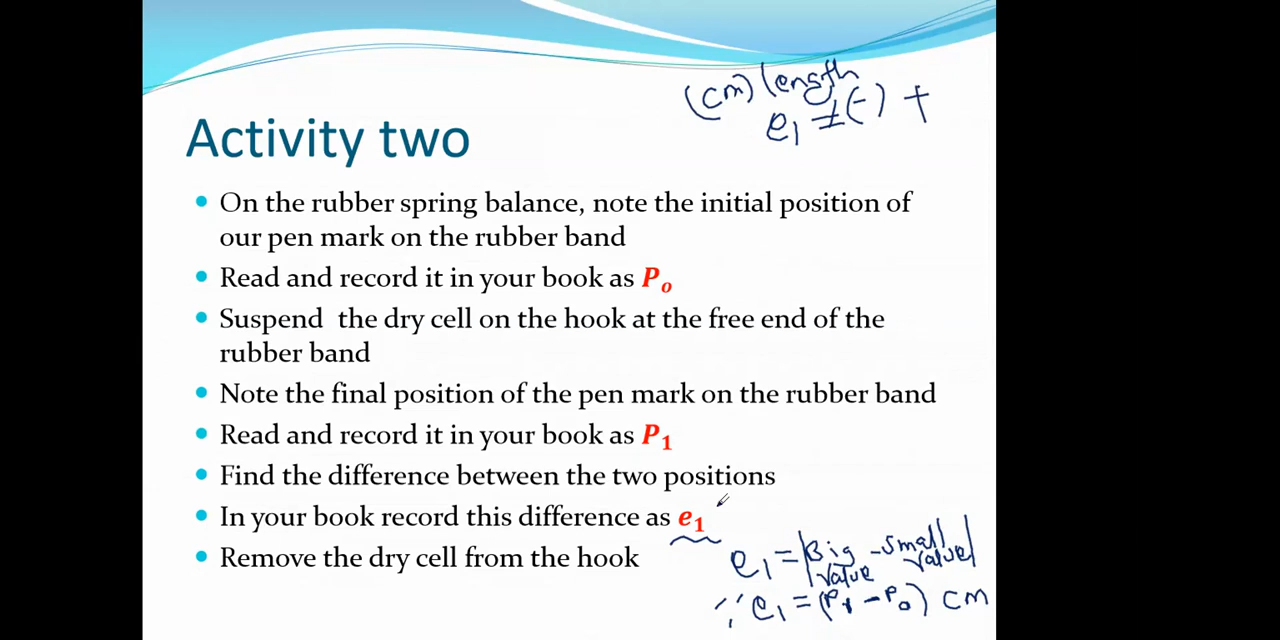 (cm) length
e₁ ≠ (-) +
Activity two
• On the rubber spring balance, note the initial position of
our pen mark on the rubber band
• Read and record it in your book as Pₒ
• Suspend the dry cell on the hook at the free end of the
rubber band
• Note the final position of the pen mark on the rubber band
• Read and record it in your book as P₁
• Find the difference between the two positions
• In your book record this difference as e₁
• Remove the dry cell from the hook
e₁ = |Big value - Small value|
∴ e₁ = (P₁ - P₀) cm